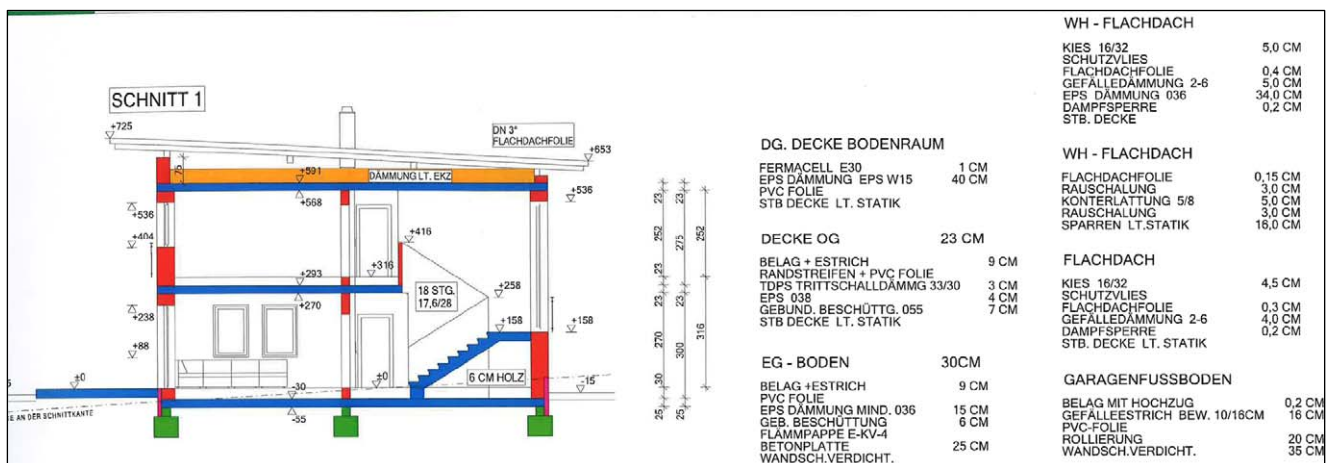 SCHNITT 1
+725
DN 3°
FLACHDACHFOLIE
+653
75
+591
DÄMMUNG LT. EKZ
+568
+536
+536
+404
+416
+316
+293
+270
18 STG.
17,6/28
+258
+238
+158
+158
+88
±0
±0
6 CM HOLZ
-30
-15
-55
E AN DER SCHNITTKANTE
23 23
252 275 252
23
23 23
270 300 316
30
25 25
DG. DECKE BODENRAUM
FERMACELL E30 1 CM
EPS DÄMMUNG EPS W15 40 CM
PVC FOLIE
STB DECKE LT. STATIK
DECKE OG 23 CM
BELAG + ESTRICH 9 CM
RANDSTREIFEN + PVC FOLIE
TDPS TRITTSCHALLDÄMMG 33/30 3 CM
EPS 038 4 CM
GEBUND. BESCHÜTTG. 055 7 CM
STB DECKE LT. STATIK
EG - BODEN 30CM
BELAG +ESTRICH 9 CM
PVC FOLIE
EPS DÄMMUNG MIND. 036 15 CM
GEB. BESCHÜTTUNG 6 CM
FLÄMMPAPPE E-KV-4
BETONPLATTE 25 CM
WANDSCH.VERDICHT.
WH - FLACHDACH
KIES 16/32 5,0 CM
SCHUTZVLIES
FLACHDACHFOLIE 0,4 CM
GEFÄLLEDÄMMUNG 2-6 5,0 CM
EPS DÄMMUNG 036 34,0 CM
DAMPFSPERRE 0,2 CM
STB. DECKE
WH - FLACHDACH
FLACHDACHFOLIE 0,15 CM
RAUSCHALUNG 3,0 CM
KONTERLATTUNG 5/8 5,0 CM
RAUSCHALUNG 3,0 CM
SPARREN LT.STATIK 16,0 CM
FLACHDACH
KIES 16/32 4,5 CM
SCHUTZVLIES
FLACHDACHFOLIE 0,3 CM
GEFÄLLEDÄMMUNG 2-6 4,0 CM
DAMPFSPERRE 0,2 CM
STB. DECKE LT. STATIK
GARAGENFUSSBODEN
BELAG MIT HOCHZUG 0,2 CM
GEFÄLLEESTRICH BEW. 10/16CM 16 CM
PVC-FOLIE
ROLLIERUNG 20 CM
WANDSCH.VERDICHT. 35 CM